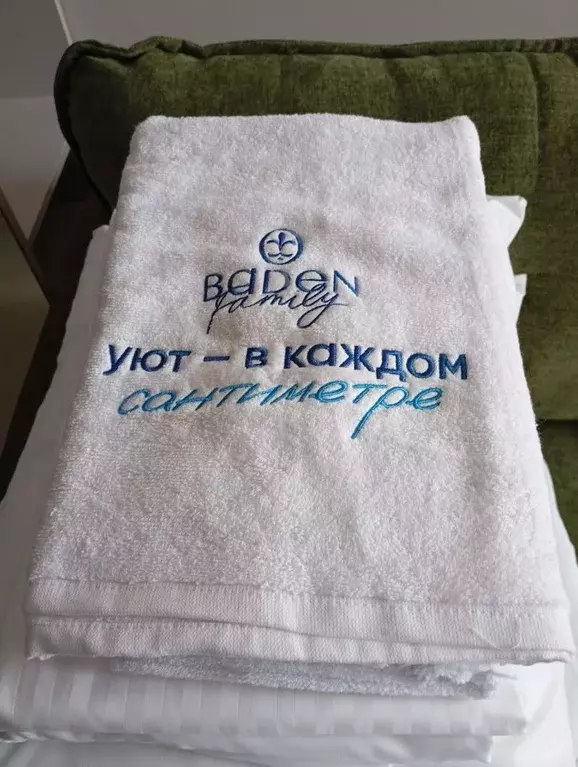 BaDeN
family
уют – в каждом
сантиметре